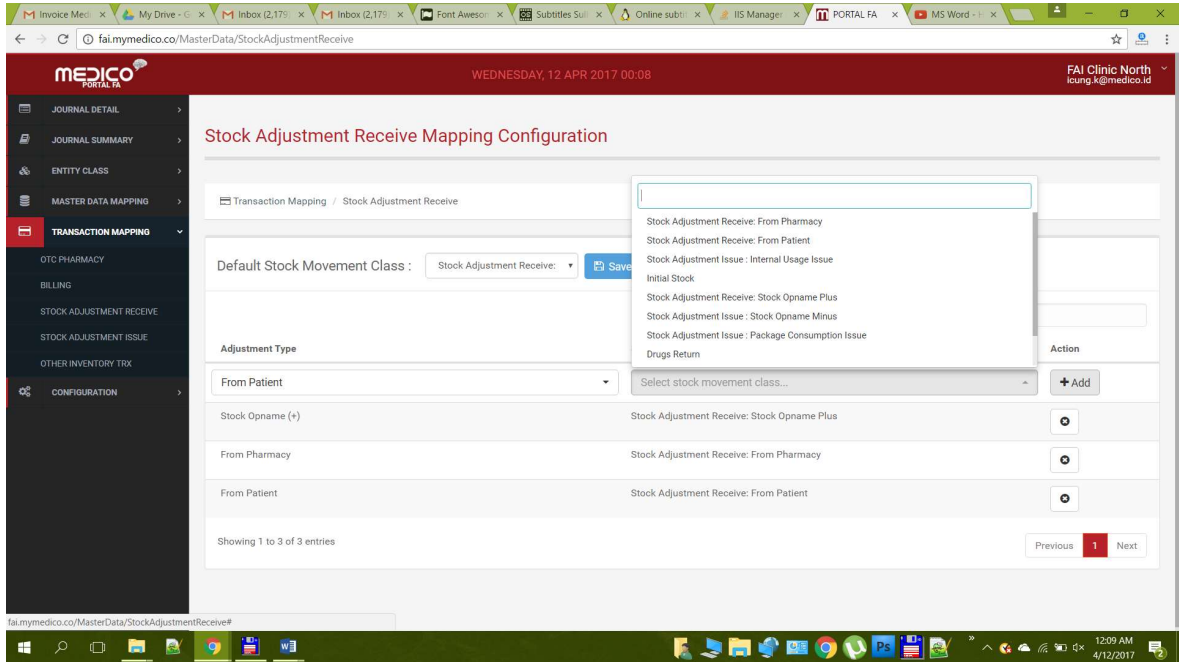 Invoice Med
My Drive - G
Inbox (2,179
Inbox (2,179
Font Aweson
Subtitles Sul
Online subti
IIS Manager
PORTAL FA
MS Word - H
fai.mymedico.co/MasterData/StockAdjustmentReceive
MEDICO
PORTAL FA
WEDNESDAY, 12 APR 2017 00:08
FAI Clinic North
icung.k@medico.id
JOURNAL DETAIL
JOURNAL SUMMARY
ENTITY CLASS
MASTER DATA MAPPING
TRANSACTION MAPPING
OTC PHARMACY
BILLING
STOCK ADJUSTMENT RECEIVE
STOCK ADJUSTMENT ISSUE
OTHER INVENTORY TRX
CONFIGURATION
Stock Adjustment Receive Mapping Configuration
Transaction Mapping / Stock Adjustment Receive
Default Stock Movement Class :
Stock Adjustment Receive:
Save
Stock Adjustment Receive: From Pharmacy
Stock Adjustment Receive: From Patient
Stock Adjustment Issue : Internal Usage Issue
Initial Stock
Stock Adjustment Receive: Stock Opname Plus
Stock Adjustment Issue : Stock Opname Minus
Stock Adjustment Issue : Package Consumption Issue
Drugs Return
Adjustment Type
Action
From Patient
Select stock movement class...
Add
Stock Opname (+)
Stock Adjustment Receive: Stock Opname Plus
From Pharmacy
Stock Adjustment Receive: From Pharmacy
From Patient
Stock Adjustment Receive: From Patient
Showing 1 to 3 of 3 entries
Previous 1 Next
fai.mymedico.co/MasterData/StockAdjustmentReceive#
Ps
12:09 AM
4/12/2017